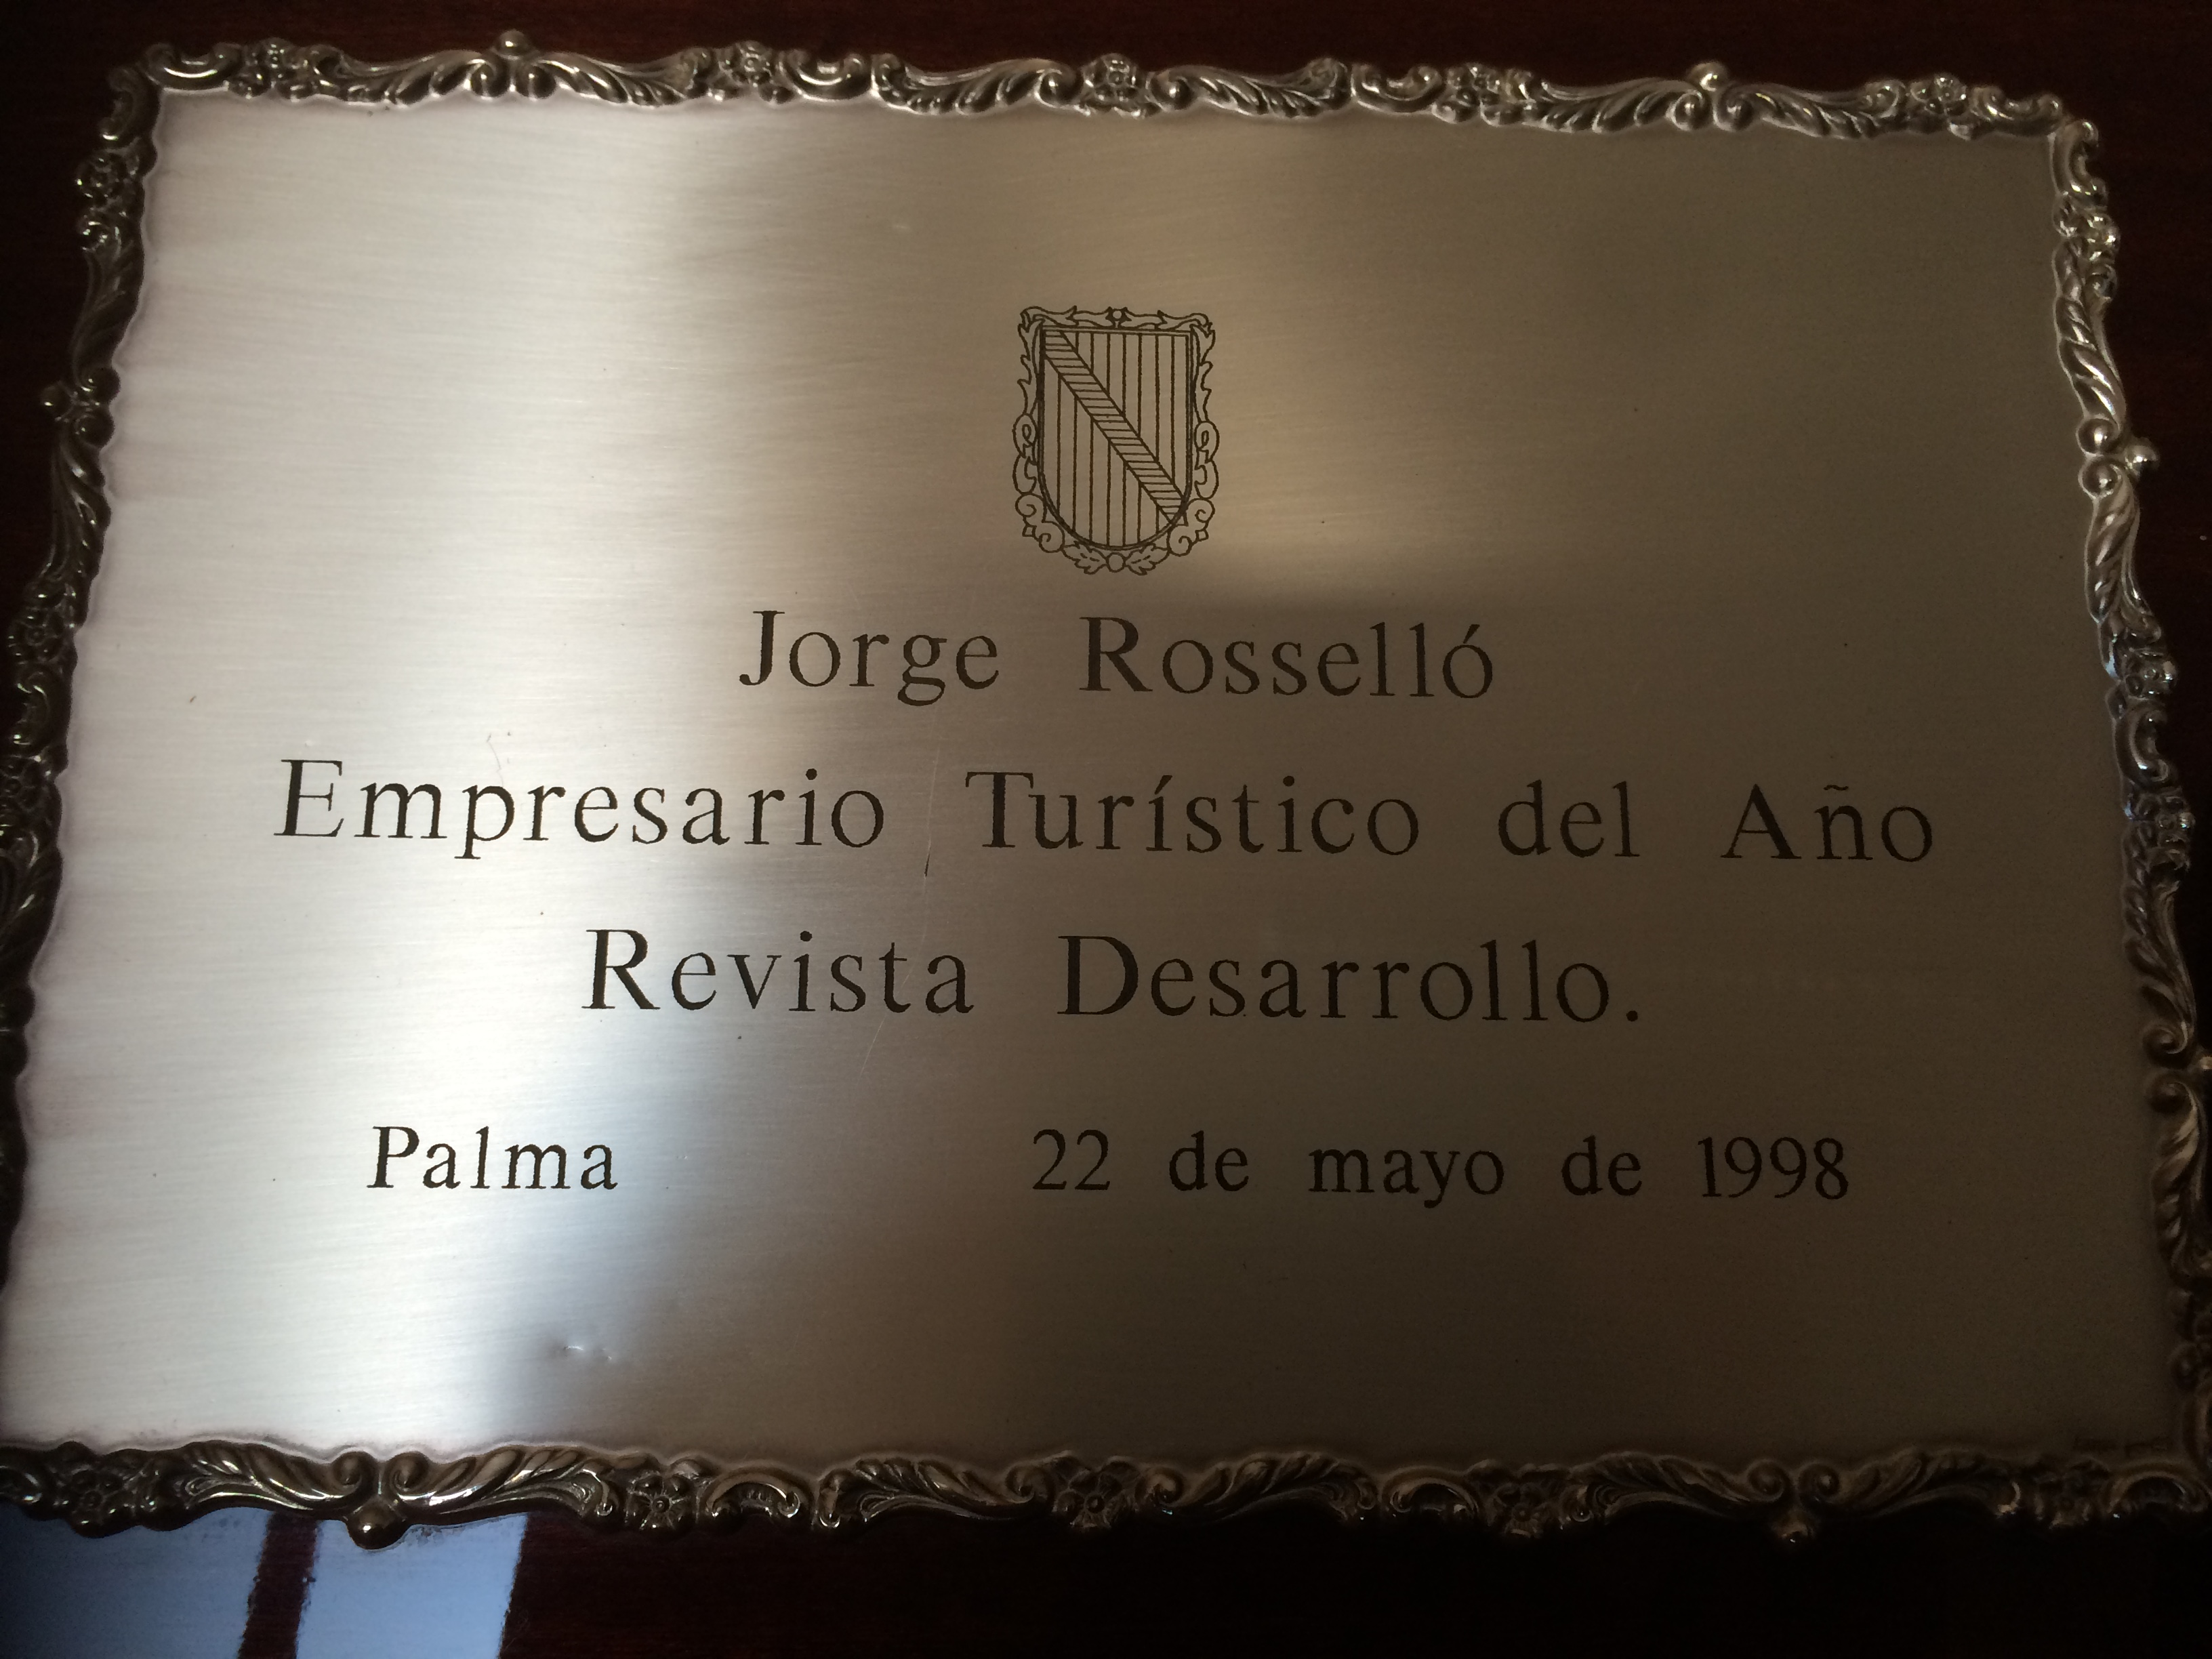 Jorge Rosselló
Empresario Turístico del Año
Revista Desarrollo.
Palma 22 de mayo de 1998